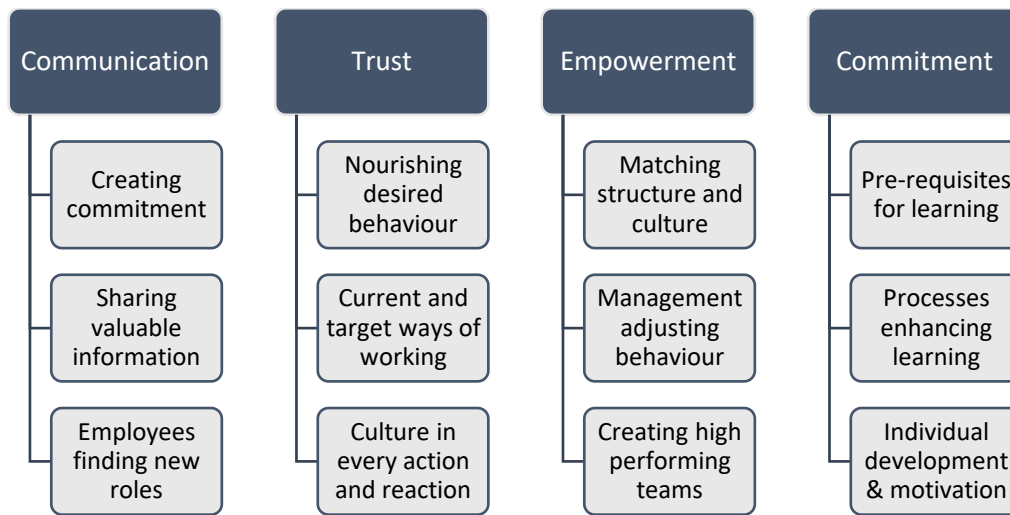 Communication
Creating
commitment
Sharing
valuable
information
Employees
finding new
roles
Trust
Nourishing
desired
behaviour
Current and
target ways of
working
Culture in
every action
and reaction
Empowerment
Matching
structure and
culture
Management
adjusting
behaviour
Creating high
performing
teams
Commitment
Pre-requisites
for learning
Processes
enhancing
learning
Individual
development
& motivation